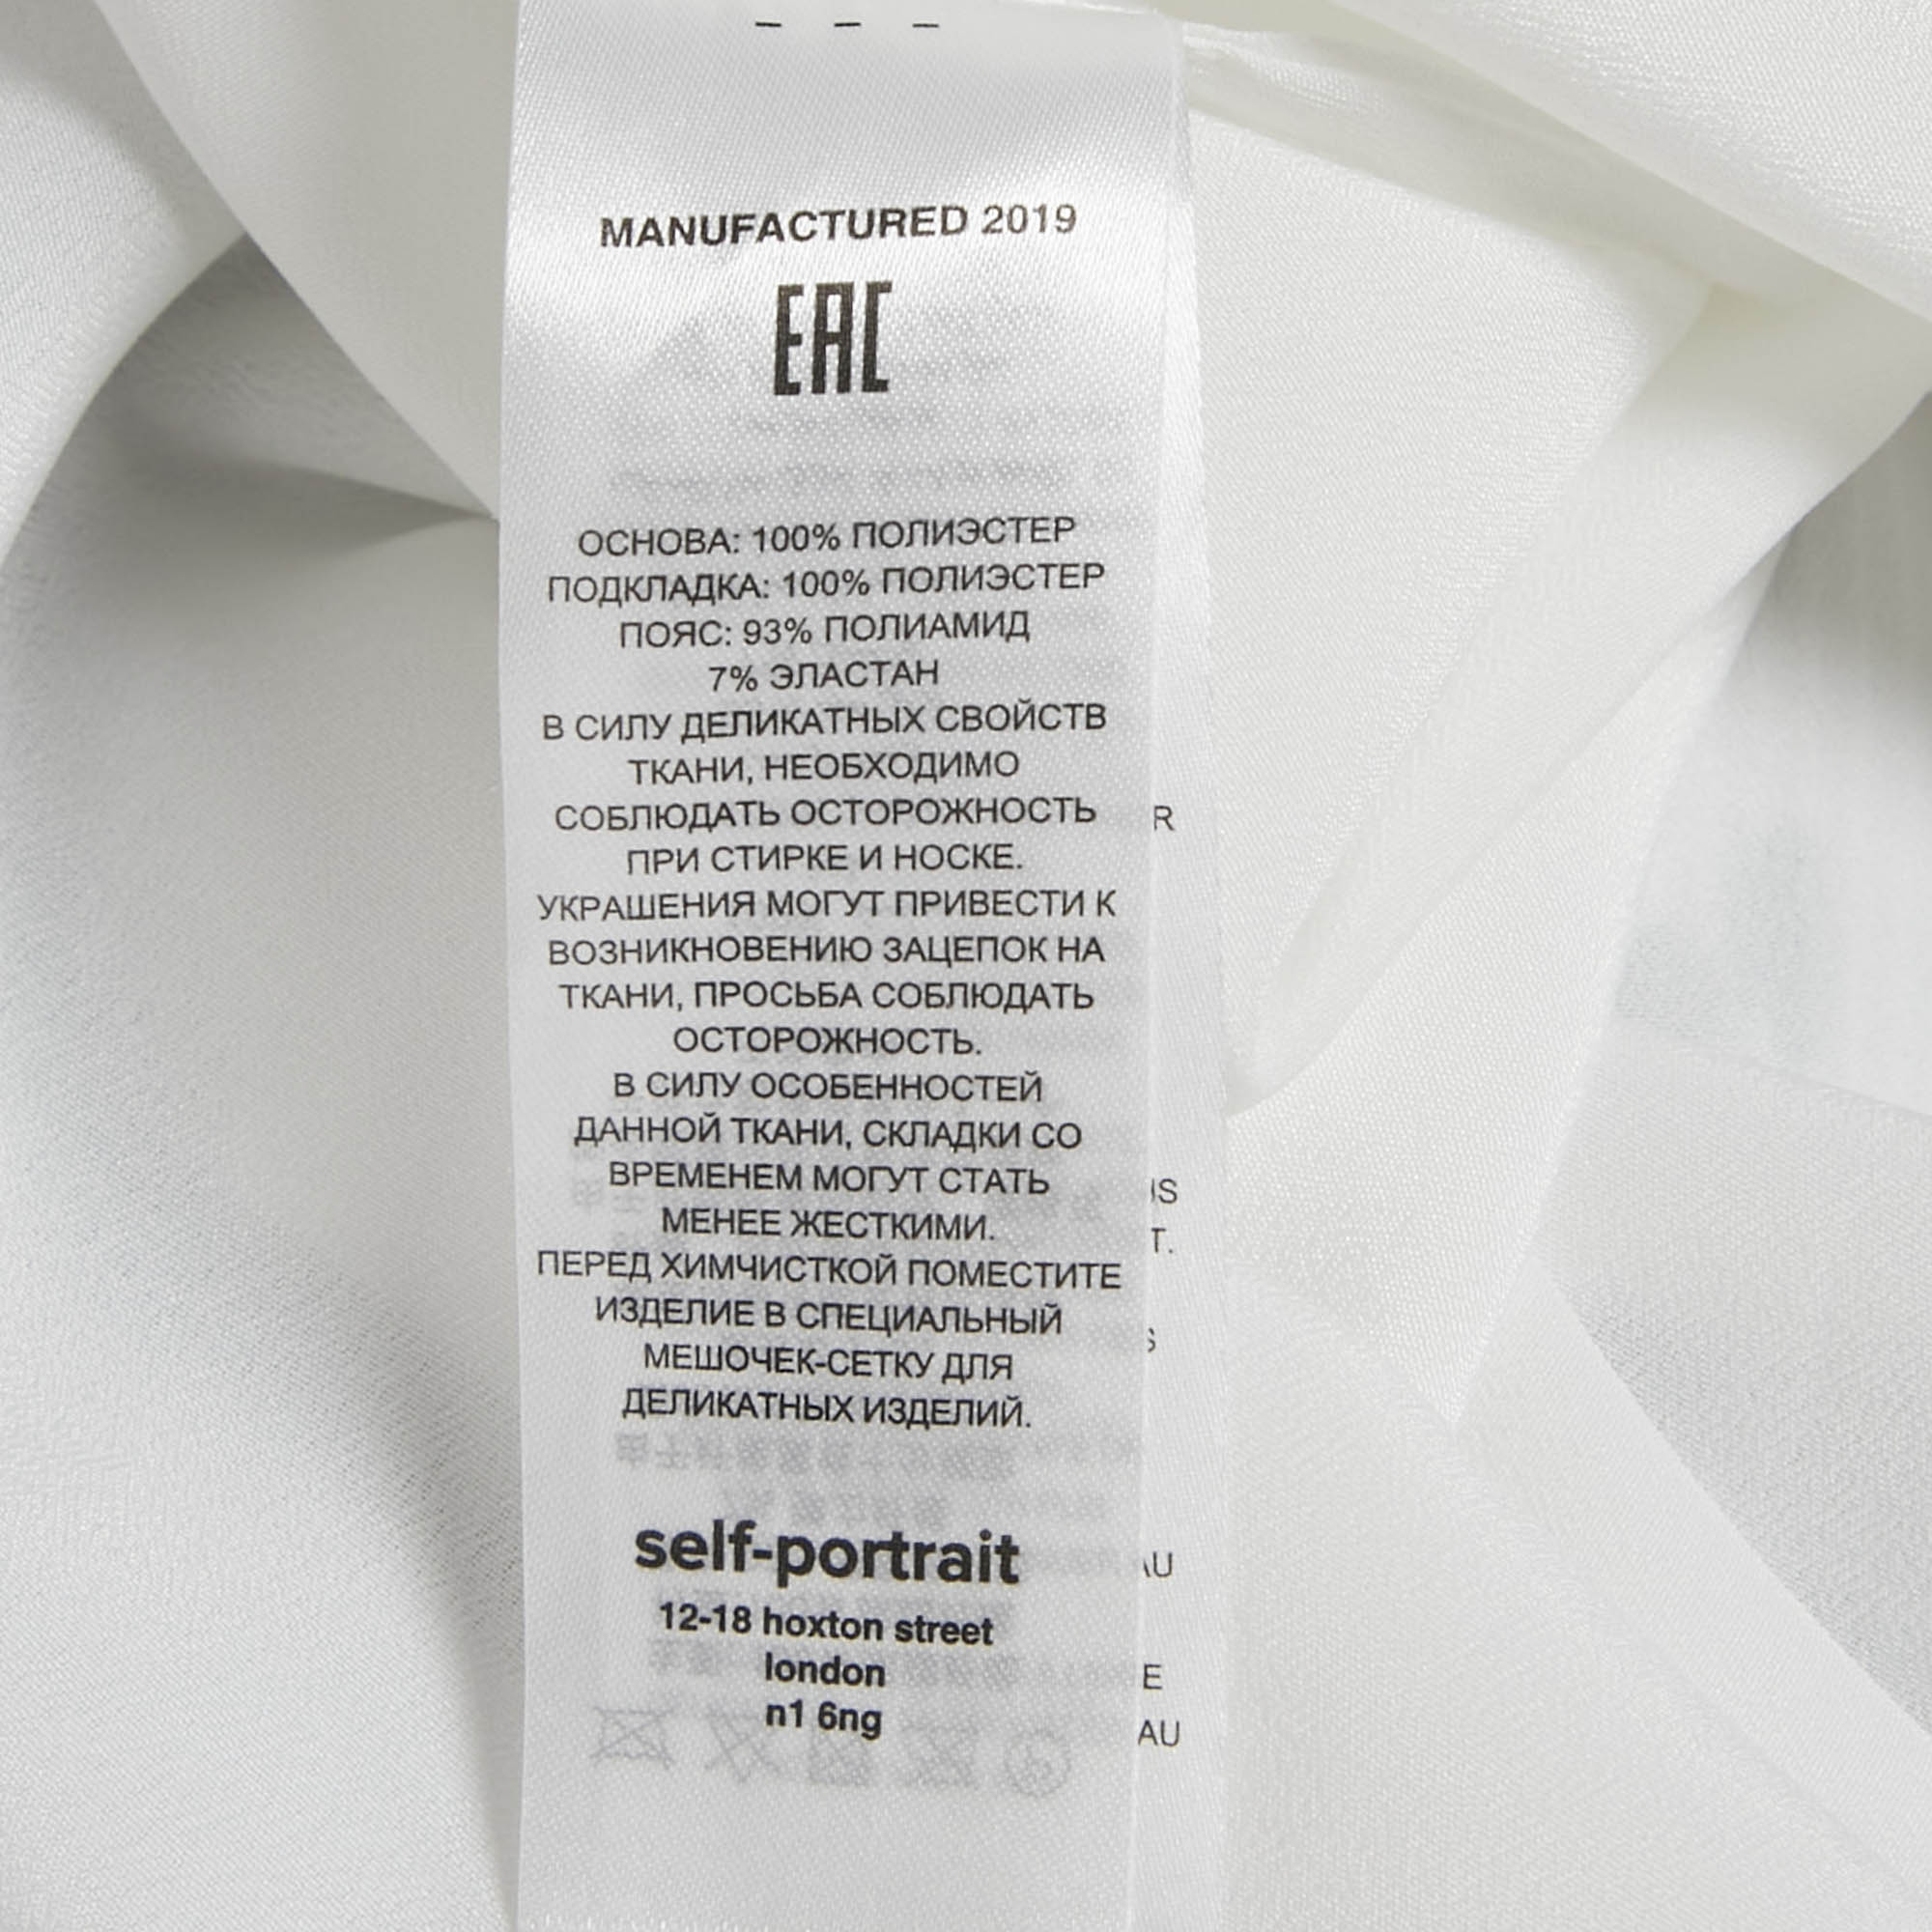 MANUFACTURED 2019
EAC
ОСНОВА: 100% ПОЛИЭСТЕР
ПОДКЛАДКА: 100% ПОЛИЭСТЕР
ПОЯС: 93% ПОЛИАМИД
7% ЭЛАСТАН
В СИЛУ ДЕЛИКАТНЫХ СВОЙСТВ
ТКАНИ, НЕОБХОДИМО
СОБЛЮДАТЬ ОСТОРОЖНОСТЬ
ПРИ СТИРКЕ И НОСКЕ.
УКРАШЕНИЯ МОГУТ ПРИВЕСТИ К
ВОЗНИКНОВЕНИЮ ЗАЦЕПОК НА
ТКАНИ, ПРОСЬБА СОБЛЮДАТЬ
ОСТОРОЖНОСТЬ.
В СИЛУ ОСОБЕННОСТЕЙ
ДАННОЙ ТКАНИ, СКЛАДКИ СО
ВРЕМЕНЕМ МОГУТ СТАТЬ
МЕНЕЕ ЖЕСТКИМИ.
ПЕРЕД ХИМЧИСТКОЙ ПОМЕСТИТЕ
ИЗДЕЛИЕ В СПЕЦИАЛЬНЫЙ
МЕШОЧЕК-СЕТКУ ДЛЯ
ДЕЛИКАТНЫХ ИЗДЕЛИЙ.
self-portrait
12-18 hoxton street
london
n1 6ng